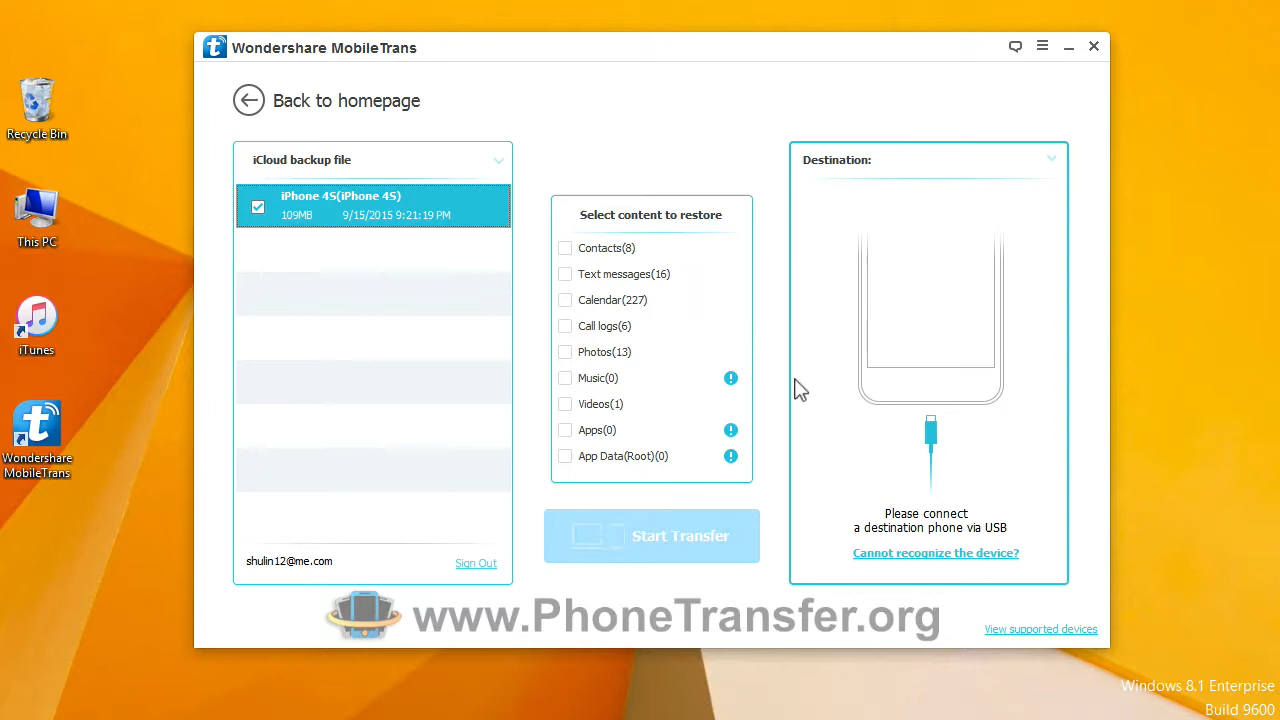 Recycle Bin
This PC
iTunes
Wondershare
MobileTrans
Wondershare MobileTrans
Back to homepage
iCloud backup file
iPhone 4S(iPhone 4S)
109MB 9/15/2015 9:21:19 PM
shulin12@me.com
Sign Out
Select content to restore
Contacts(8)
Text messages(16)
Calendar(227)
Call logs(6)
Photos(13)
Music(0)
Videos(1)
Apps(0)
App Data(Root)(0)
Start Transfer
Destination:
Please connect
a destination phone via USB
Cannot recognize the device?
www.PhoneTransfer.org
View supported devices
Windows 8.1 Enterprise
Build 9600